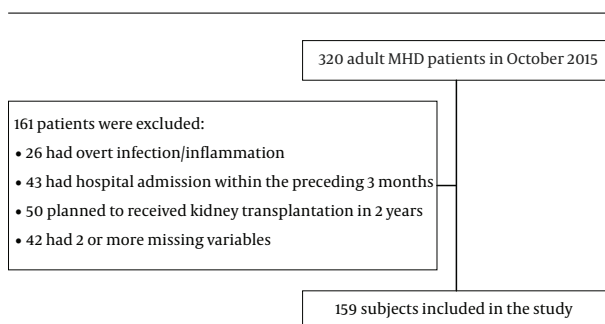 320 adult MHD patients in October 2015
161 patients were excluded:
• 26 had overt infection/inflammation
• 43 had hospital admission within the preceding 3 months
• 50 planned to received kidney transplantation in 2 years
• 42 had 2 or more missing variables
159 subjects included in the study